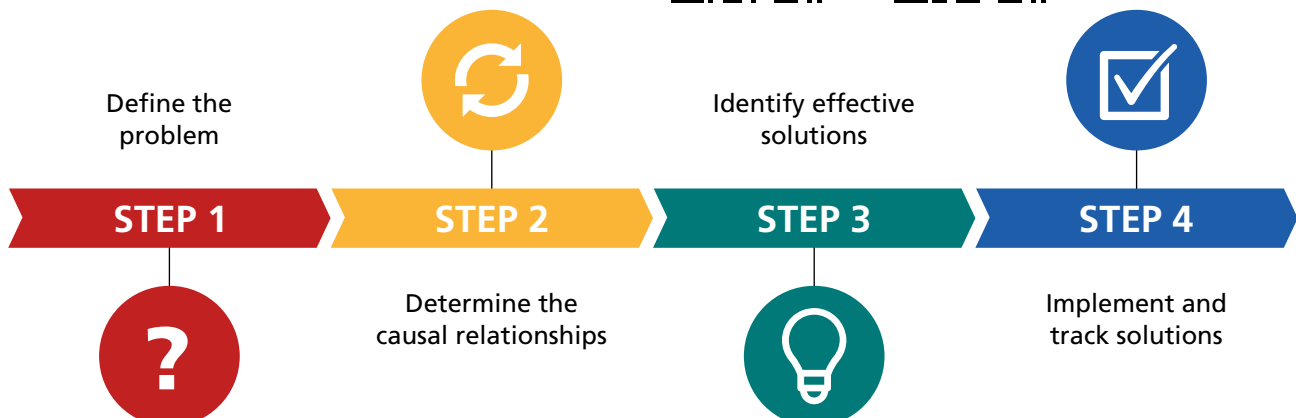 Define the
problem
STEP 1
?
STEP 2
Determine the
causal relationships
Identify effective
solutions
STEP 3
STEP 4
Implement and
track solutions